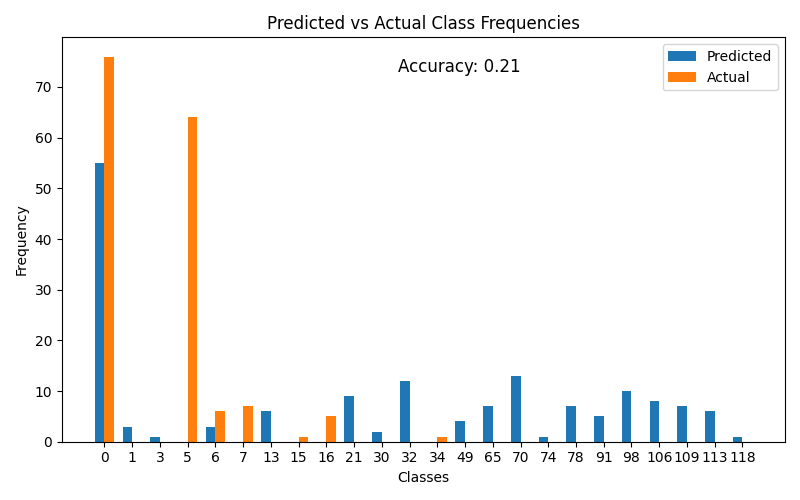 Predicted vs Actual Class Frequencies
Accuracy: 0.21
Predicted
Actual
Frequency
70
60
50
40
30
20
10
0
0 1 3 5 6 7 13 15 16 21 30 32 34 49 65 70 74 78 91 98 106 109 113 118
Classes